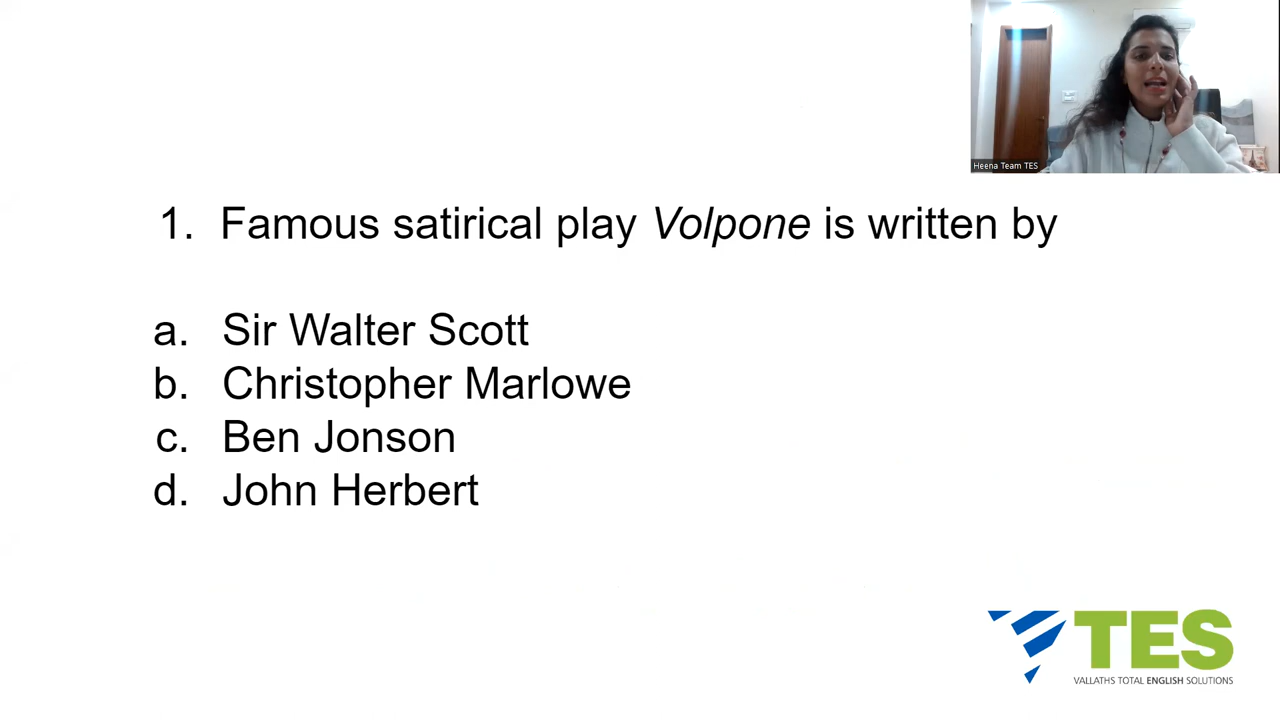 Heena Team TES
1. Famous satirical play Volpone is written by
a. Sir Walter Scott
b. Christopher Marlowe
c. Ben Jonson
d. John Herbert
TES
VALLATHS TOTAL ENGLISH SOLUTIONS